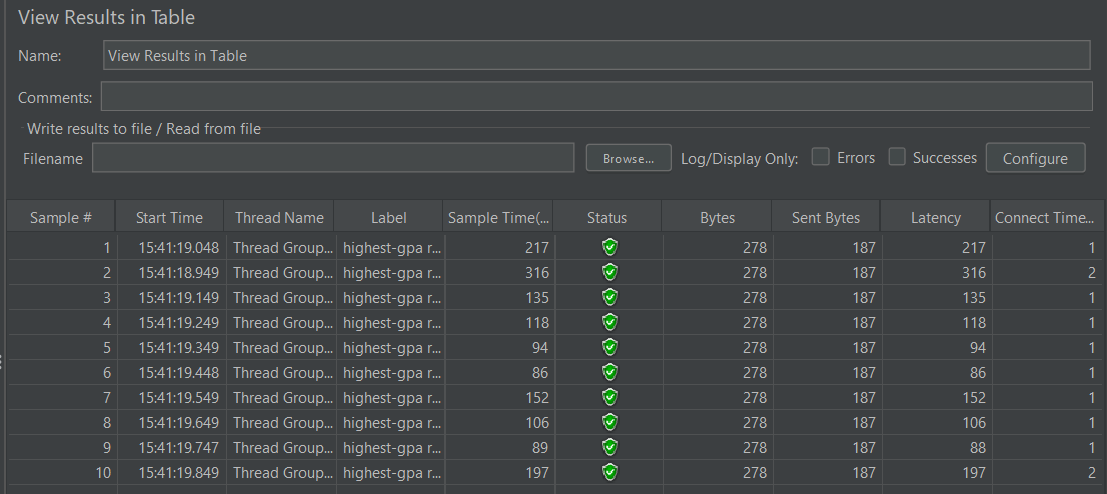 View Results in Table
Name: View Results in Table
Comments:
Write results to file / Read from file
Filename Browse... Log/Display Only: Errors Successes Configure
Sample # Start Time Thread Name Label Sample Time(... Status Bytes Sent Bytes Latency Connect Time...
1 15:41:19.048 Thread Group... highest-gpa r... 217 278 187 217 1
2 15:41:18.949 Thread Group... highest-gpa r... 316 278 187 316 2
3 15:41:19.149 Thread Group... highest-gpa r... 135 278 187 135 1
4 15:41:19.249 Thread Group... highest-gpa r... 118 278 187 118 1
5 15:41:19.349 Thread Group... highest-gpa r... 94 278 187 94 1
6 15:41:19.448 Thread Group... highest-gpa r... 86 278 187 86 1
7 15:41:19.549 Thread Group... highest-gpa r... 152 278 187 152 1
8 15:41:19.649 Thread Group... highest-gpa r... 106 278 187 106 1
9 15:41:19.747 Thread Group... highest-gpa r... 89 278 187 88 1
10 15:41:19.849 Thread Group... highest-gpa r... 197 278 187 197 2